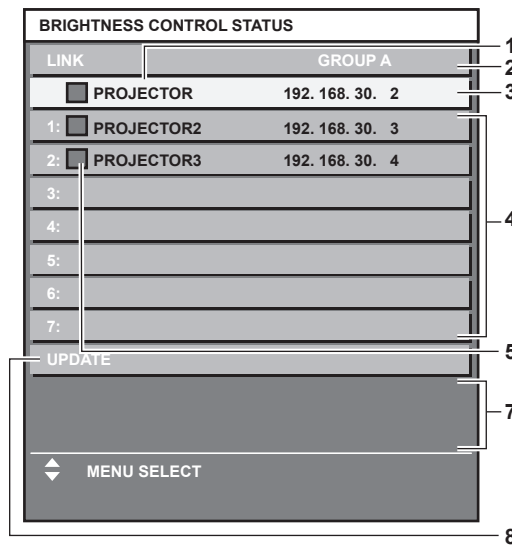 BRIGHTNESS CONTROL STATUS
LINK GROUP A
PROJECTOR 192. 168. 30. 2
1: PROJECTOR2 192. 168. 30. 3
2: PROJECTOR3 192. 168. 30. 4
3:
4:
5:
6:
7:
UPDATE
MENU SELECT
1
2
3
4
5
7
8